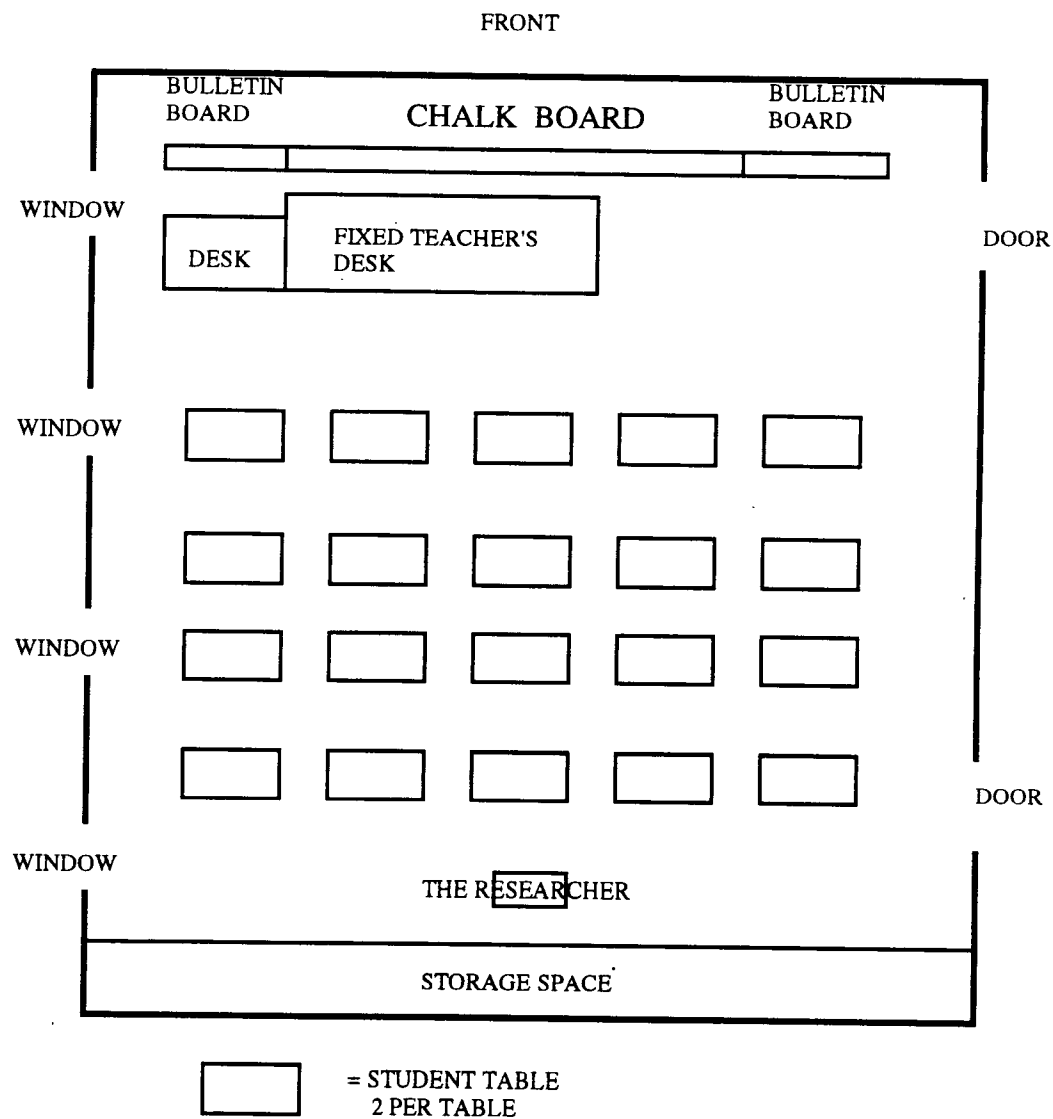 FRONT
BULLETIN
BOARD
CHALK BOARD
BULLETIN
BOARD
WINDOW
DOOR
DESK
FIXED TEACHER'S
DESK
WINDOW
WINDOW
DOOR
WINDOW
THE RESEARCHER
STORAGE SPACE
= STUDENT TABLE
2 PER TABLE